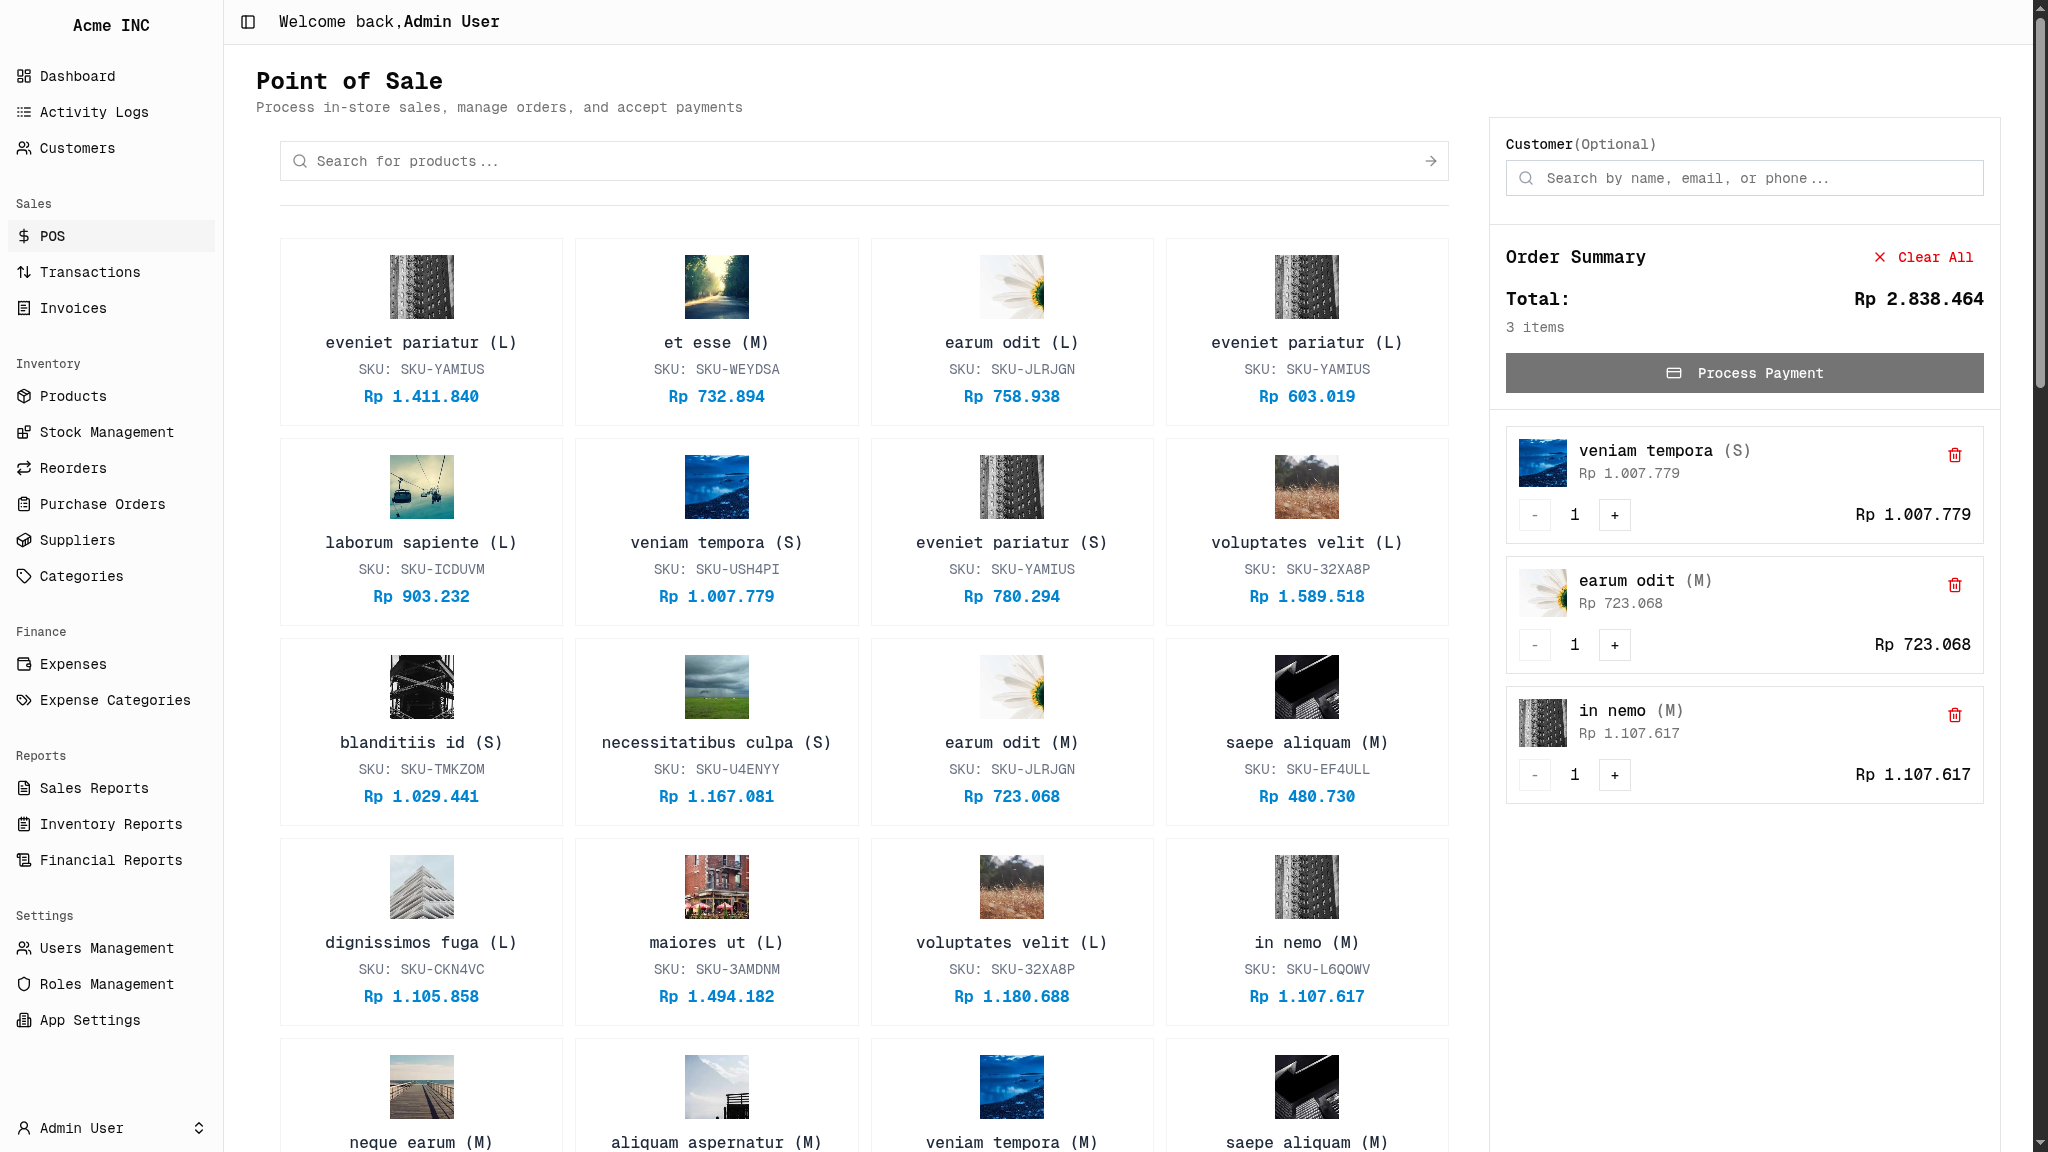 Acme INC
Dashboard
Activity Logs
Customers
Sales
POS
Transactions
Invoices
Inventory
Products
Stock Management
Reorders
Purchase Orders
Suppliers
Categories
Finance
Expenses
Expense Categories
Reports
Sales Reports
Inventory Reports
Financial Reports
Settings
Users Management
Roles Management
App Settings
Admin User
Welcome back,Admin User
Point of Sale
Process in-store sales, manage orders, and accept payments
Search for products...
eveniet pariatur (L)
SKU: SKU-YAMIUS
Rp 1.411.840
et esse (M)
SKU: SKU-WEYDSA
Rp 732.894
earum odit (L)
SKU: SKU-JLRJGN
Rp 758.938
eveniet pariatur (L)
SKU: SKU-YAMIUS
Rp 603.019
laborum sapiente (L)
SKU: SKU-ICDUVM
Rp 903.232
veniam tempora (S)
SKU: SKU-USH4PI
Rp 1.007.779
eveniet pariatur (S)
SKU: SKU-YAMIUS
Rp 780.294
voluptates velit (L)
SKU: SKU-32XA8P
Rp 1.589.518
blanditiis id (S)
SKU: SKU-TMKZOM
Rp 1.029.441
necessitatibus culpa (S)
SKU: SKU-U4ENYY
Rp 1.167.081
earum odit (M)
SKU: SKU-JLRJGN
Rp 723.068
saepe aliquam (M)
SKU: SKU-EF4ULL
Rp 480.730
dignissimos fuga (L)
SKU: SKU-CKN4VC
Rp 1.105.858
maiores ut (L)
SKU: SKU-3AMDNM
Rp 1.494.182
voluptates velit (L)
SKU: SKU-32XA8P
Rp 1.180.688
in nemo (M)
SKU: SKU-L6QOWV
Rp 1.107.617
neque earum (M)
aliquam aspernatur (M)
veniam tempora (M)
saepe aliquam (M)
Customer(Optional)
Search by name, email, or phone...
Order Summary
Clear All
Total: Rp 2.838.464
3 items
Process Payment
veniam tempora (S)
Rp 1.007.779
- 1 + Rp 1.007.779
earum odit (M)
Rp 723.068
- 1 + Rp 723.068
in nemo (M)
Rp 1.107.617
- 1 + Rp 1.107.617